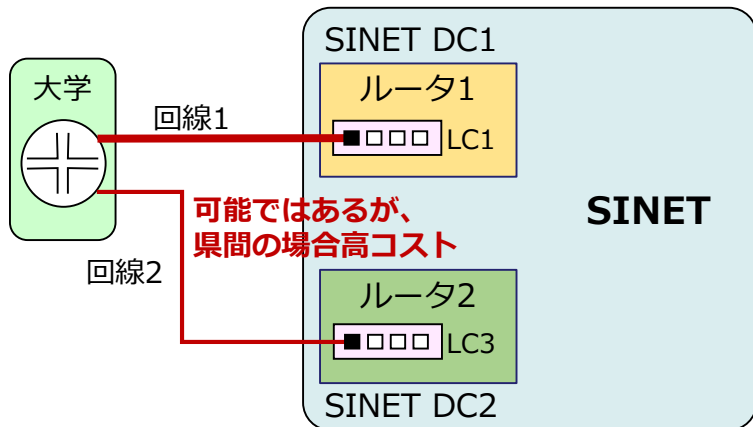 SINET DC1
大学
ルータ1
回線1
LC1
可能ではあるが、
県間の場合高コスト
SINET
回線2
ルータ2
LC3
SINET DC2